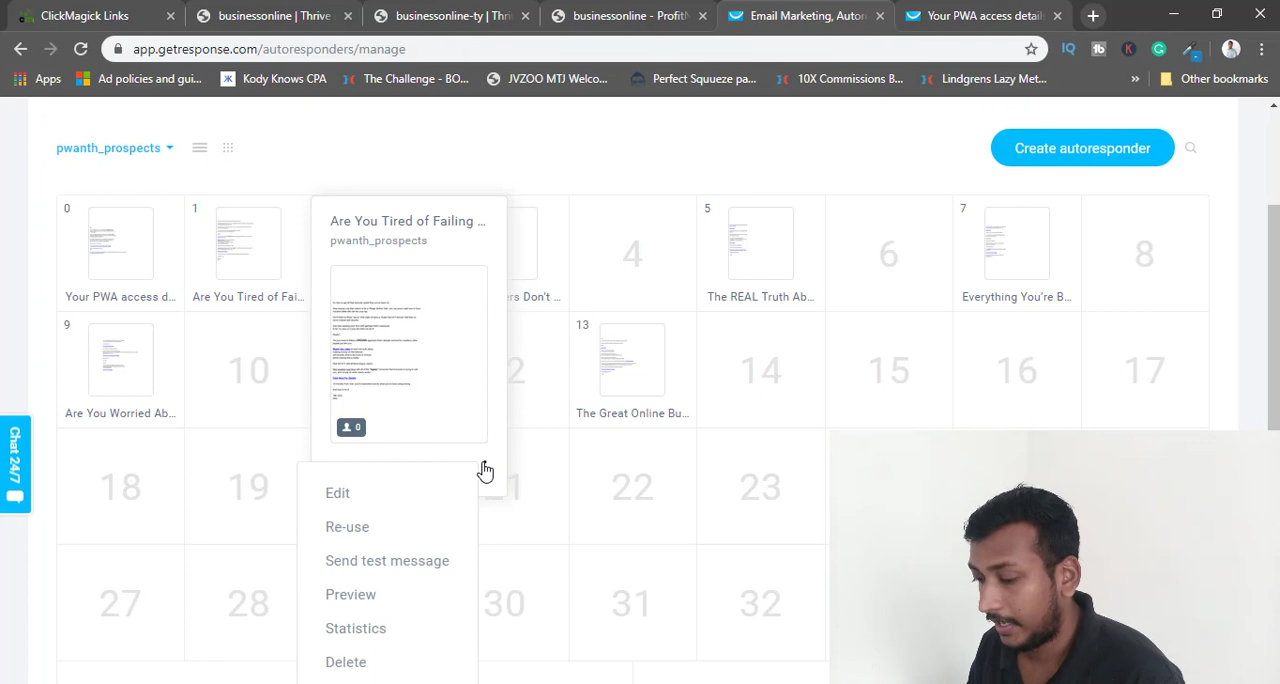 ClickMagick Links
businessonline | Thrive
businessonline-ty | Thri
businessonline - Profit
Email Marketing, Auto
Your PWA access detail
app.getresponse.com/autoresponders/manage
Apps
Ad policies and gui...
Kody Knows CPA
The Challenge - BO...
JVZOO MTJ Welco...
Perfect Squueze pa...
10X Commissions B...
Lindgrens Lazy Met...
»
Other bookmarks
pwanth_prospects
Create autoresponder
0
1
Are You Tired of Failing ...
pwanth_prospects
4
5
6
7
8
Your PWA access d...
Are You Tired of Fai...
ers Don't ...
The REAL Truth Ab...
Everything You're B...
9
10
13
14
15
16
17
Are You Worried Ab...
0
The Great Online Bu...
Chat 24/7
18
19
22
23
Edit
Re-use
Send test message
Preview
Statistics
Delete
27
28
30
31
32